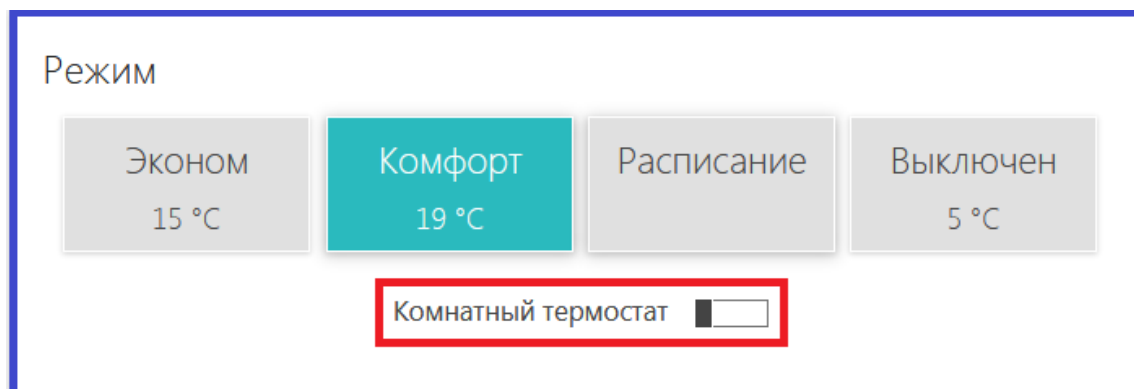 Режим
Эконом Комфорт Расписание Выключен
15 °C 19 °C 5 °C
Комнатный термостат